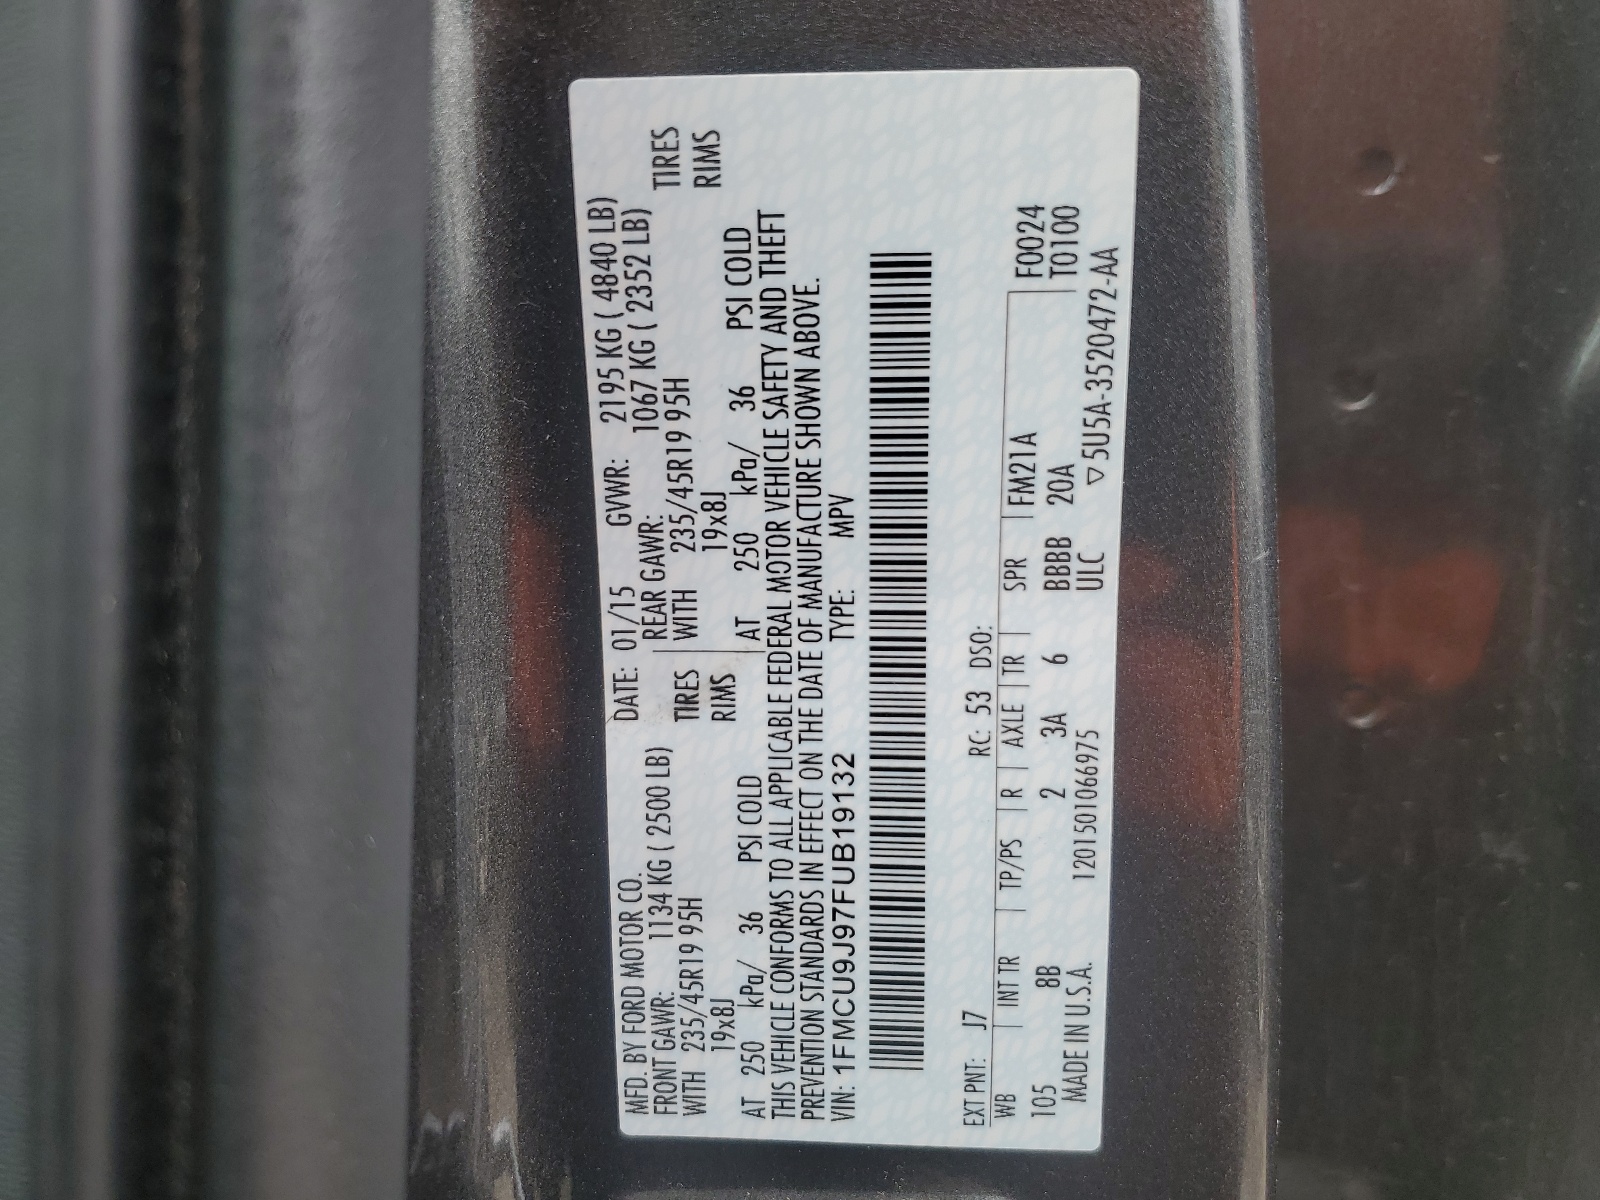 MFD. BY FORD MOTOR CO. DATE: 01/15 GVWR: 2195 KG ( 4840 LB)
FRONT GAWR: 1134 KG ( 2500 LB) REAR GAWR: 1067 KG ( 2352 LB)
WITH 235/45R19 95H TIRES WITH 235/45R19 95H TIRES
19x8J RIMS 19x8J RIMS
AT 250 kPa/ 36 PSI COLD AT 250 kPa/ 36 PSI COLD
THIS VEHICLE CONFORMS TO ALL APPLICABLE FEDERAL MOTOR VEHICLE SAFETY AND THEFT
PREVENTION STANDARDS IN EFFECT ON THE DATE OF MANUFACTURE SHOWN ABOVE.
VIN: 1FMCU9J97FUB19132 TYPE: MPV
EXT PNT: J7 RC: 53 DSO:
WB INT TR TP/PS R AXLE TR SPR FM21A F0024
105 8B 2 3A 6 BBBB 20A T0100
MADE IN U.S.A. 1201501066975 ULC ▽5U5A-3520472-AA